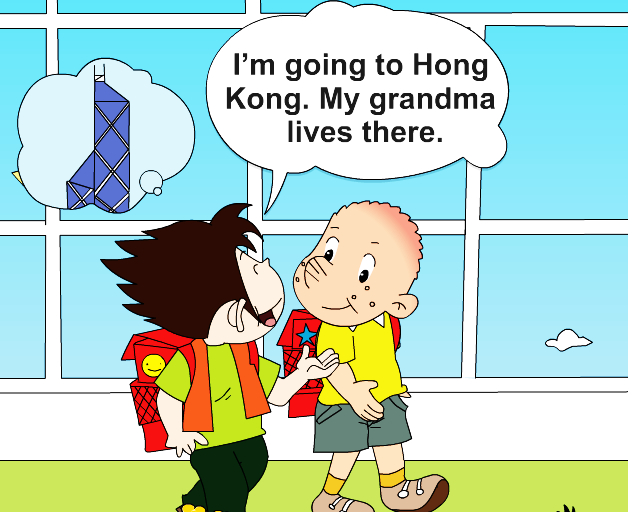 I’m going to Hong
Kong. My grandma
lives there.